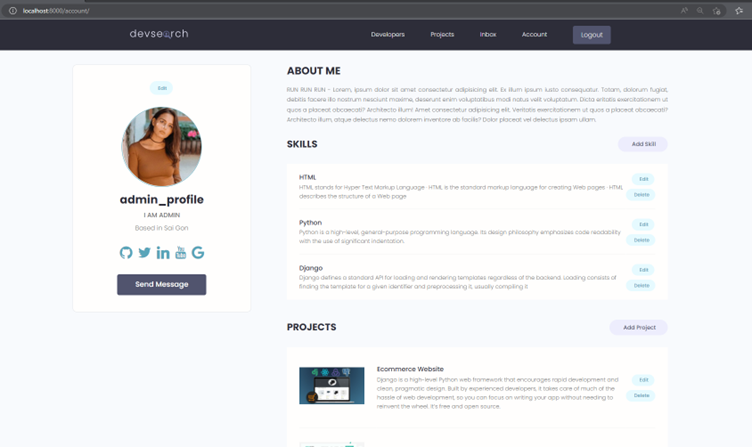 localhost:8000/account/
devsearch
Developers
Projects
Inbox
Account
Logout
Edit
admin_profile
I AM ADMIN
Based in Sai Gon
Send Message
ABOUT ME
RUN RUN RUN - Lorem, ipsum dolor sit amet consectetur adipisicing elit. Ex illum ipsum iusto consequatur. Totam, dolorum fugiat,
debitis facere illo nostrum nesciunt maxime, deserunt enim voluptatibus modi natus velit voluptatum. Dicta entatis exercitationem ut
quos a placeat obcaecati? Architecto illum! Amet consectetur adipisicing elit. Veritatis exercitationem ut quos a placeat obcaecati?
Architecto illum, atque delectus nemo dolorem inventore ab facilis? Dolor placeat vel delectus ipsam ullam.
SKILLS
Add Skill
HTML
Edit
HTML stands for Hyper Text Markup Language · HTML is the standard markup language for creating Web pages · HTML
describes the structure of a Web page
Delete
Python
Edit
Python is a high-level, general-purpose programming language. Its design philosophy emphasizes code readability
with the use of significant indentation.
Delete
Django
Edit
Django defines a standard API for loading and rendering templates regardless of the backend. Loading consists of
finding the template for a given identifier and preprocessing it, usually compiling it
Delete
PROJECTS
Add Project
Ecommerce Website
Edit
Django is a high-level Python web framework that encourages rapid development and
clean, pragmatic design. Built by experienced developers, it takes care of much of the
hassle of web development, so you can focus on writing your app without needing to
reinvent the wheel. It's free and open source.
Delete